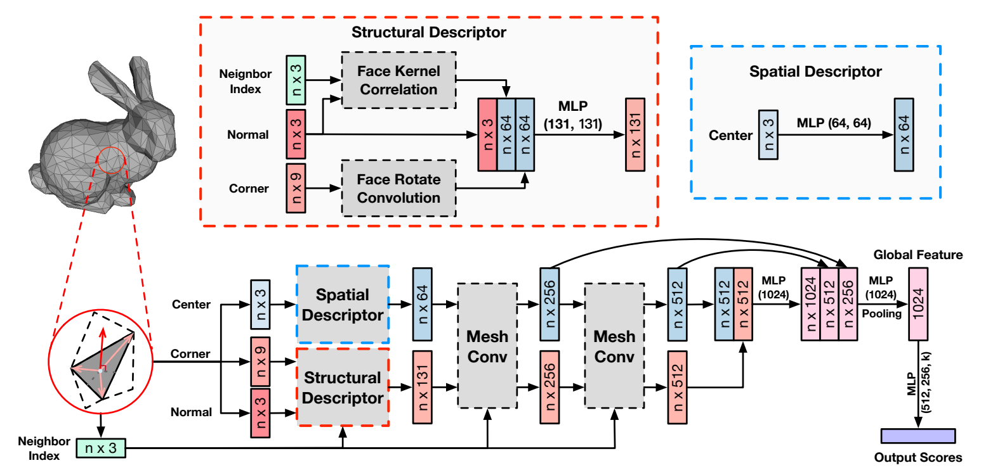 Structural Descriptor
Neignbor
Index
n x 3
Face Kernel
Correlation
Normal
n x 3
Corner
n x 9
Face Rotate
Convolution
n x 3
n x 64
n x 64
MLP
(131, 131)
n x 131
Spatial Descriptor
Center
n x 3
MLP (64, 64)
n x 64
Center
n x 3
Spatial
Descriptor
n x 64
Corner
n x 9
Normal
n x 3
Structural
Descriptor
n x 131
Mesh
Conv
n x 256
n x 256
Mesh
Conv
n x 512
n x 512
n x 512
n x 512
MLP
(1024)
n x 1024
n x 512
n x 256
MLP
(1024)
Pooling
Global Feature
1024
MLP
(512, 256, k)
Output Scores
Neighbor
Index
n x 3